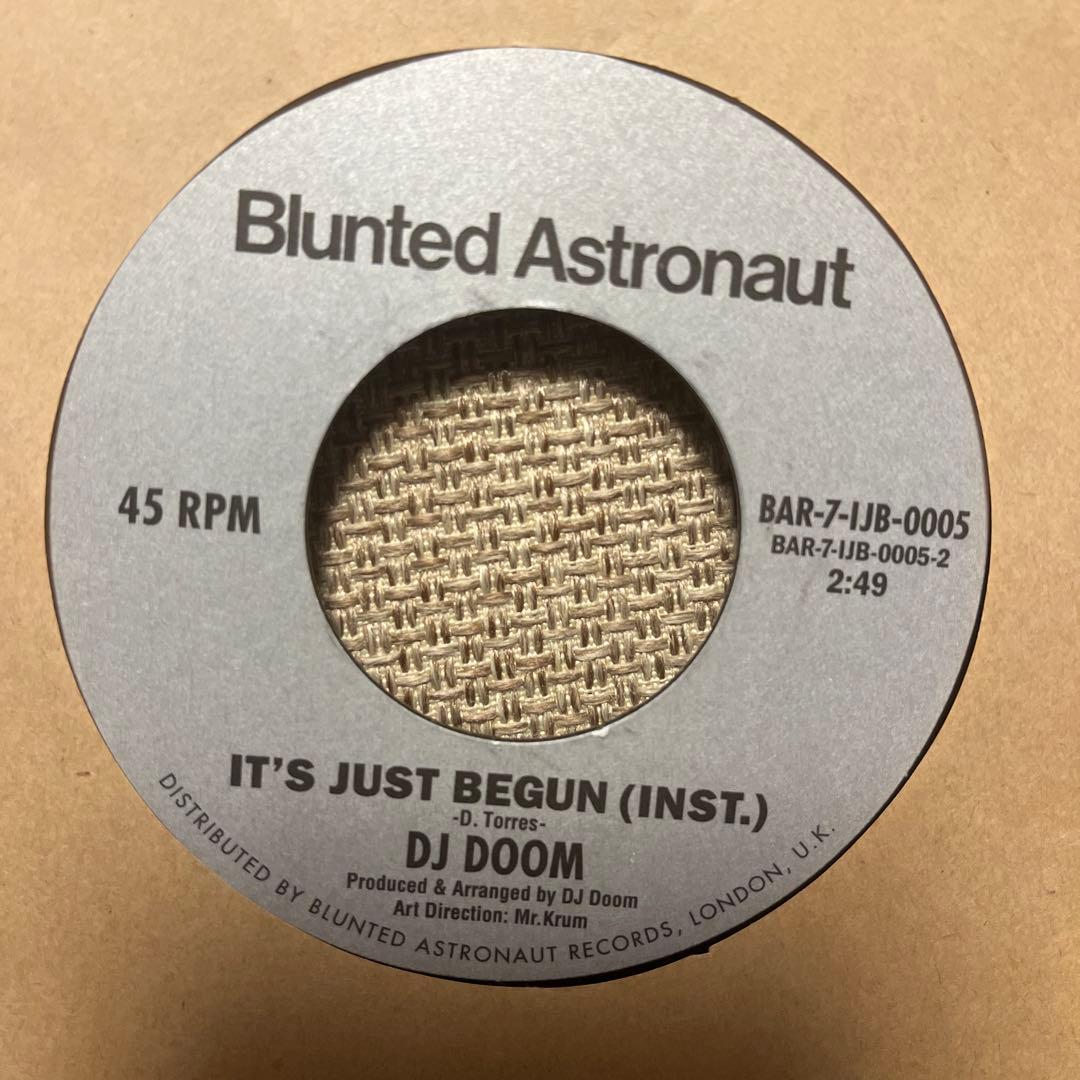 Blunted Astronaut
45 RPM
BAR-7-IJB-0005
BAR-7-IJB-0005-2
2:49
IT'S JUST BEGUN (INST.)
-D. Torres-
DJ DOOM
Produced & Arranged by DJ Doom
Art Direction: Mr.Krum
DISTRIBUTED BY BLUNTED ASTRONAUT RECORDS, LONDON, U.K.